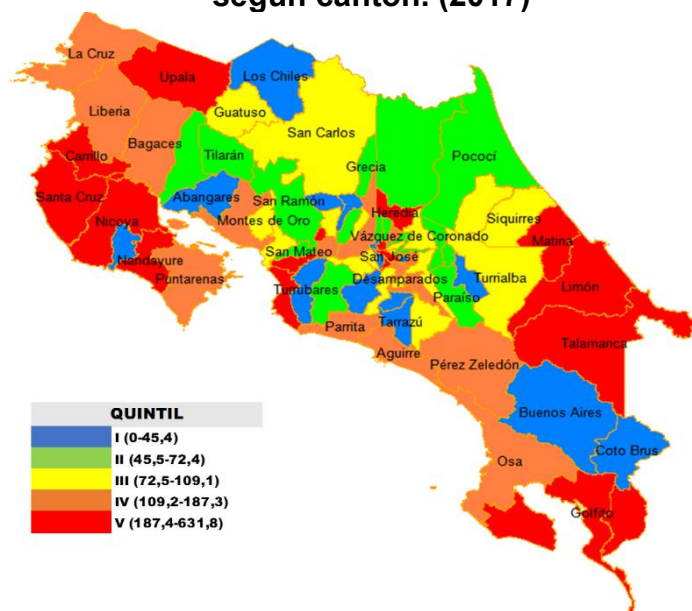 según cantón. (2017)
La Cruz
Upala
Los Chiles
Liberia
Guatuso
Bagaces
San Carlos
Tilarán
Grecia
Pococí
Carrillo
Santa Cruz
Abangares
San Ramón
Nicoya
Montes de Oro
Heredia
Siquirres
Vázquez de Coronado
Matina
San Mateo
San José
Nandayure
Puntarenas
Turrubares
Desamparados
Turrialba
Limón
Paraíso
Parrita
Tarrazú
Talamanca
Aguirre
Pérez Zeledón
Buenos Aires
Coto Brus
Osa
Golfito
QUINTIL
I (0-45,4)
II (45,5-72,4)
III (72,5-109,1)
IV (109,2-187,3)
V (187,4-631,8)